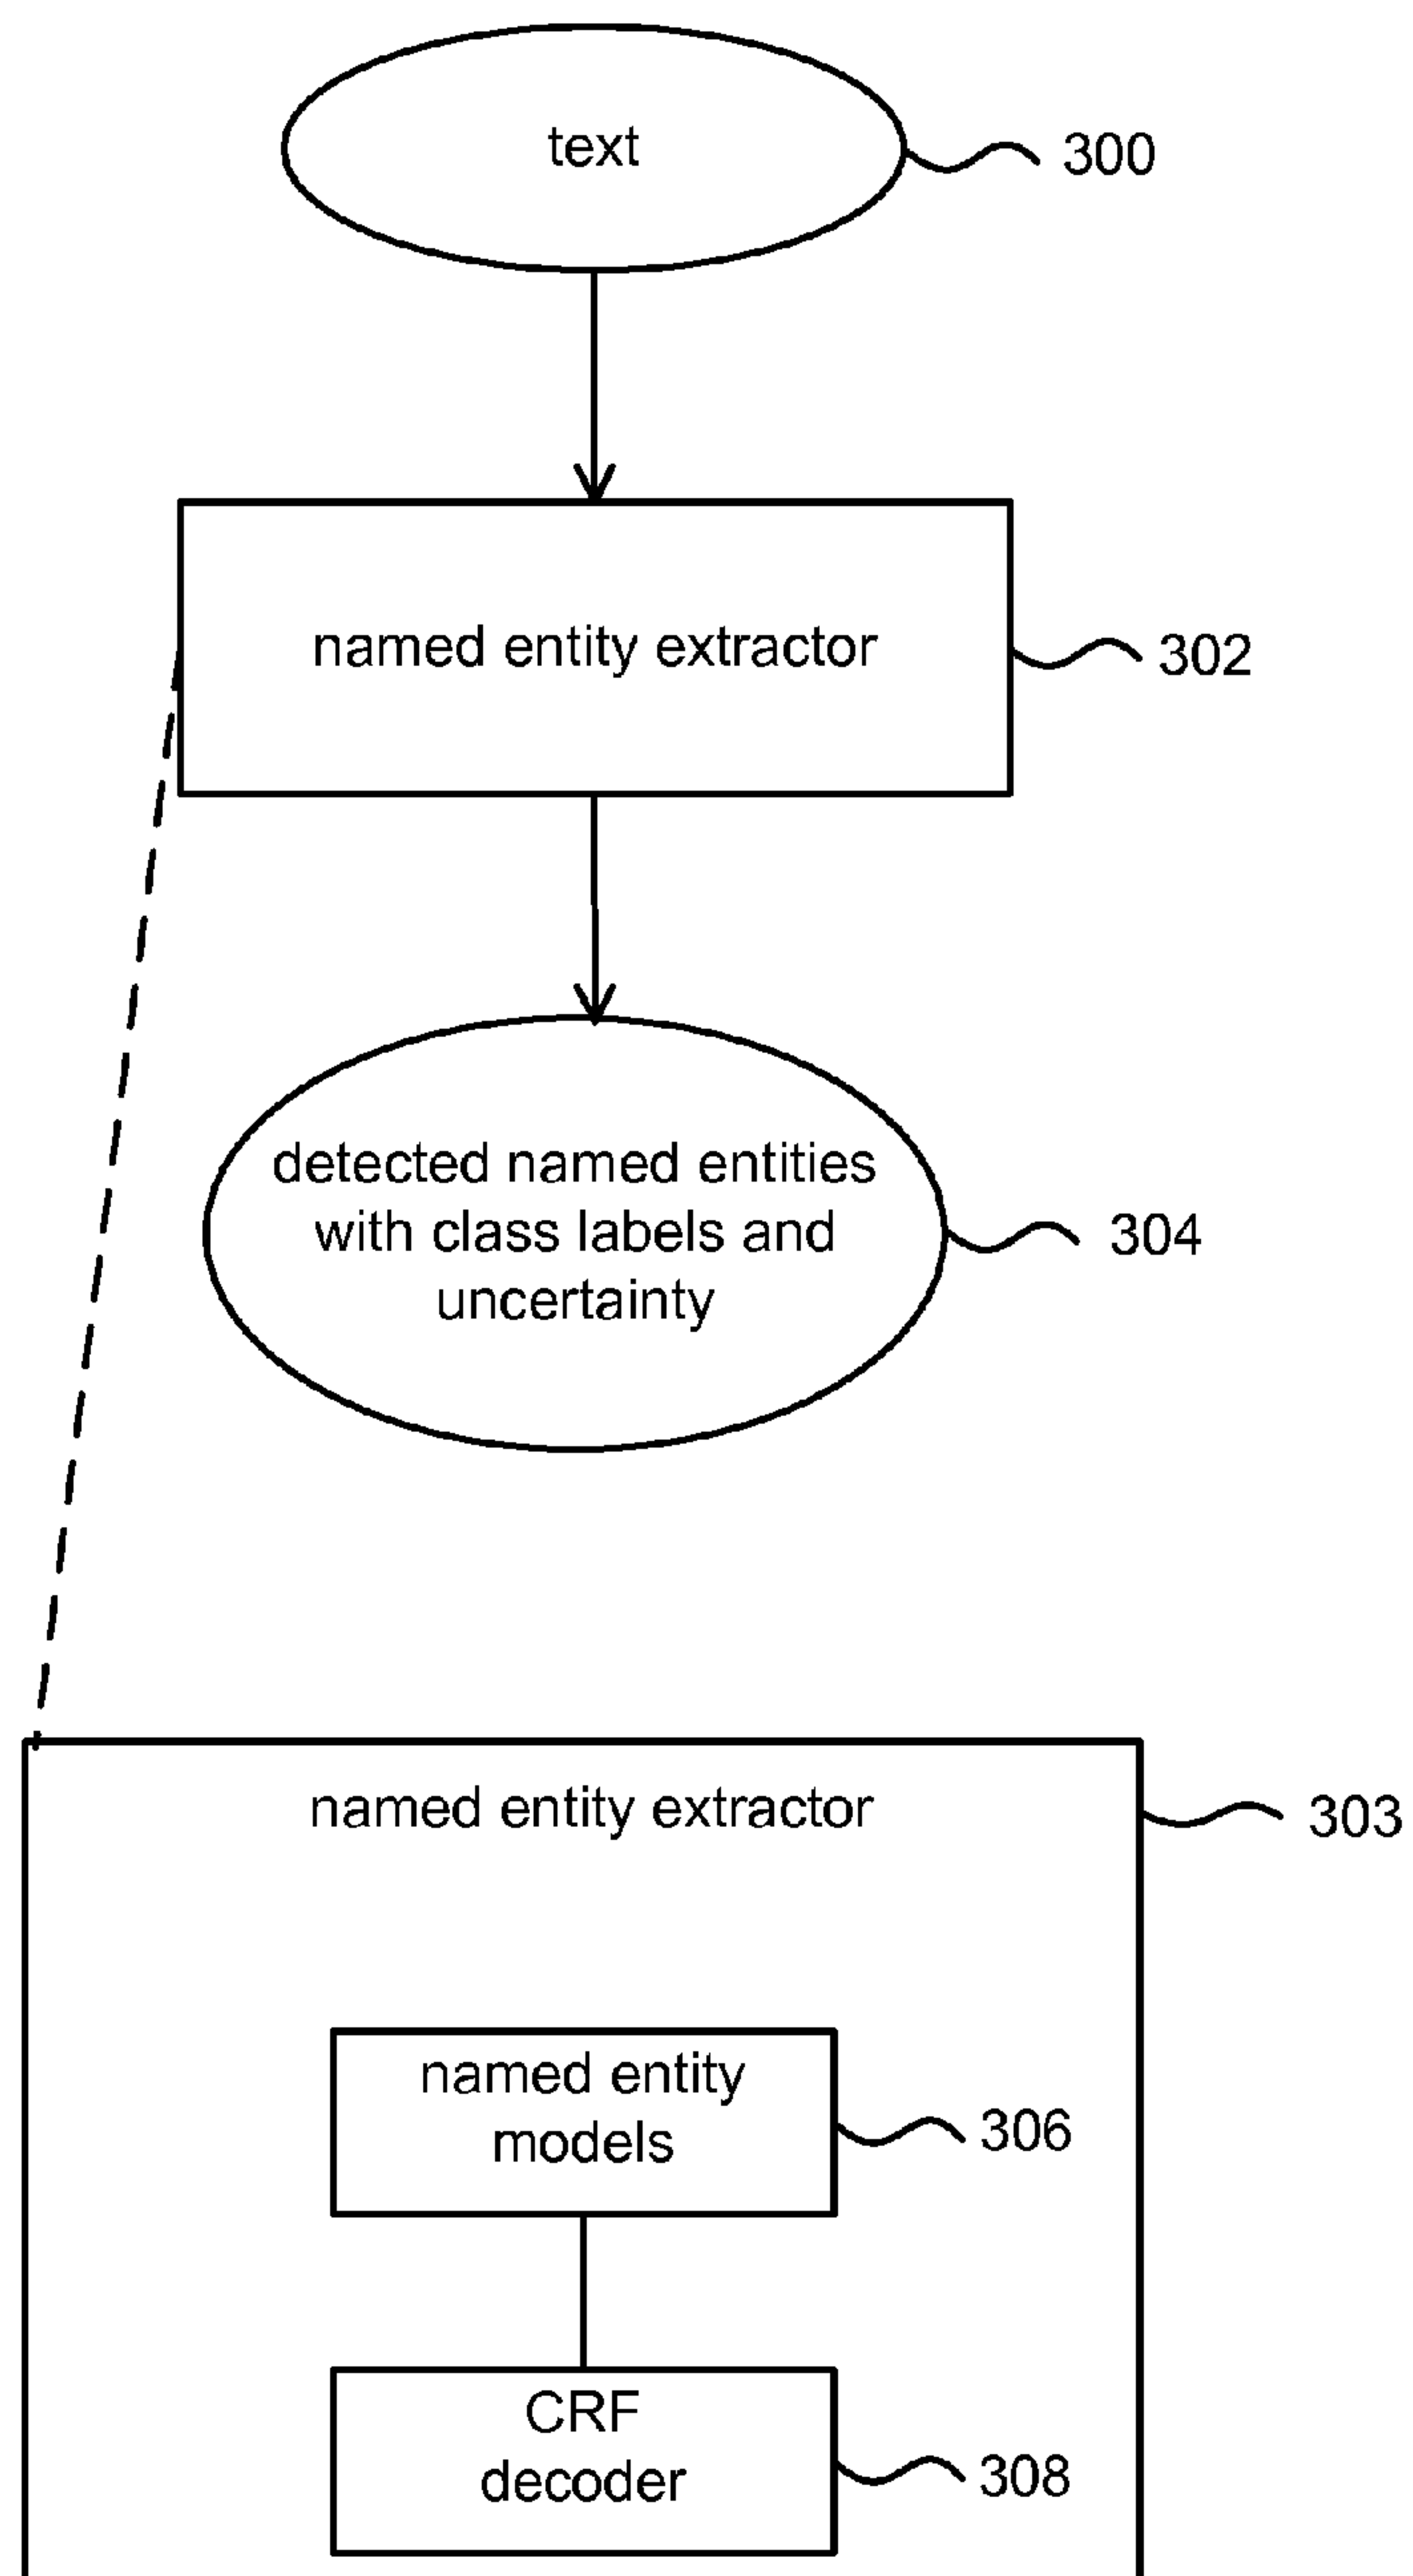 text
300
named entity extractor
302
detected named entities
with class labels and
uncertainty
304
named entity extractor
303
named entity
models
306
CRF
decoder
308